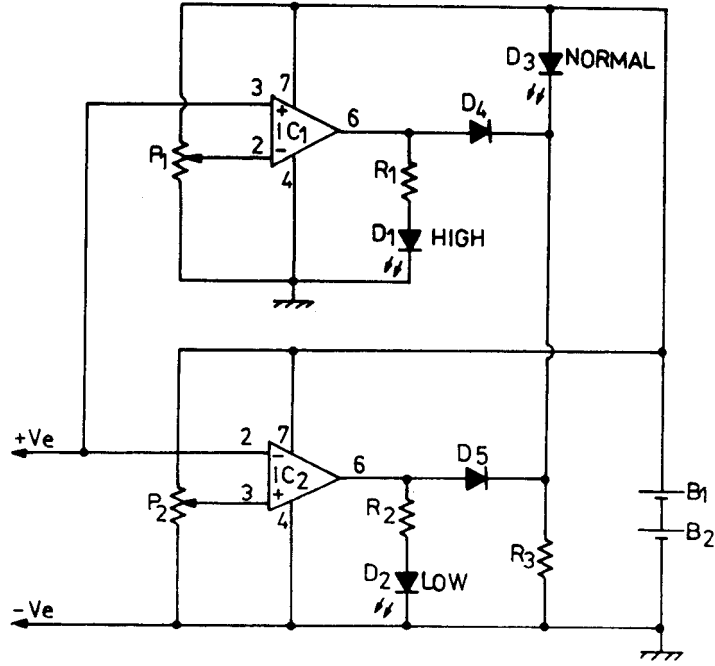 D3 NORMAL
3 7
D4
+ 6
IC1
P1 2 -
4 R1
D1 HIGH
+Ve 2 7 D5
- 6
IC2 B1
P2 3 + R2
4 B2
D2 LOW R3
-Ve